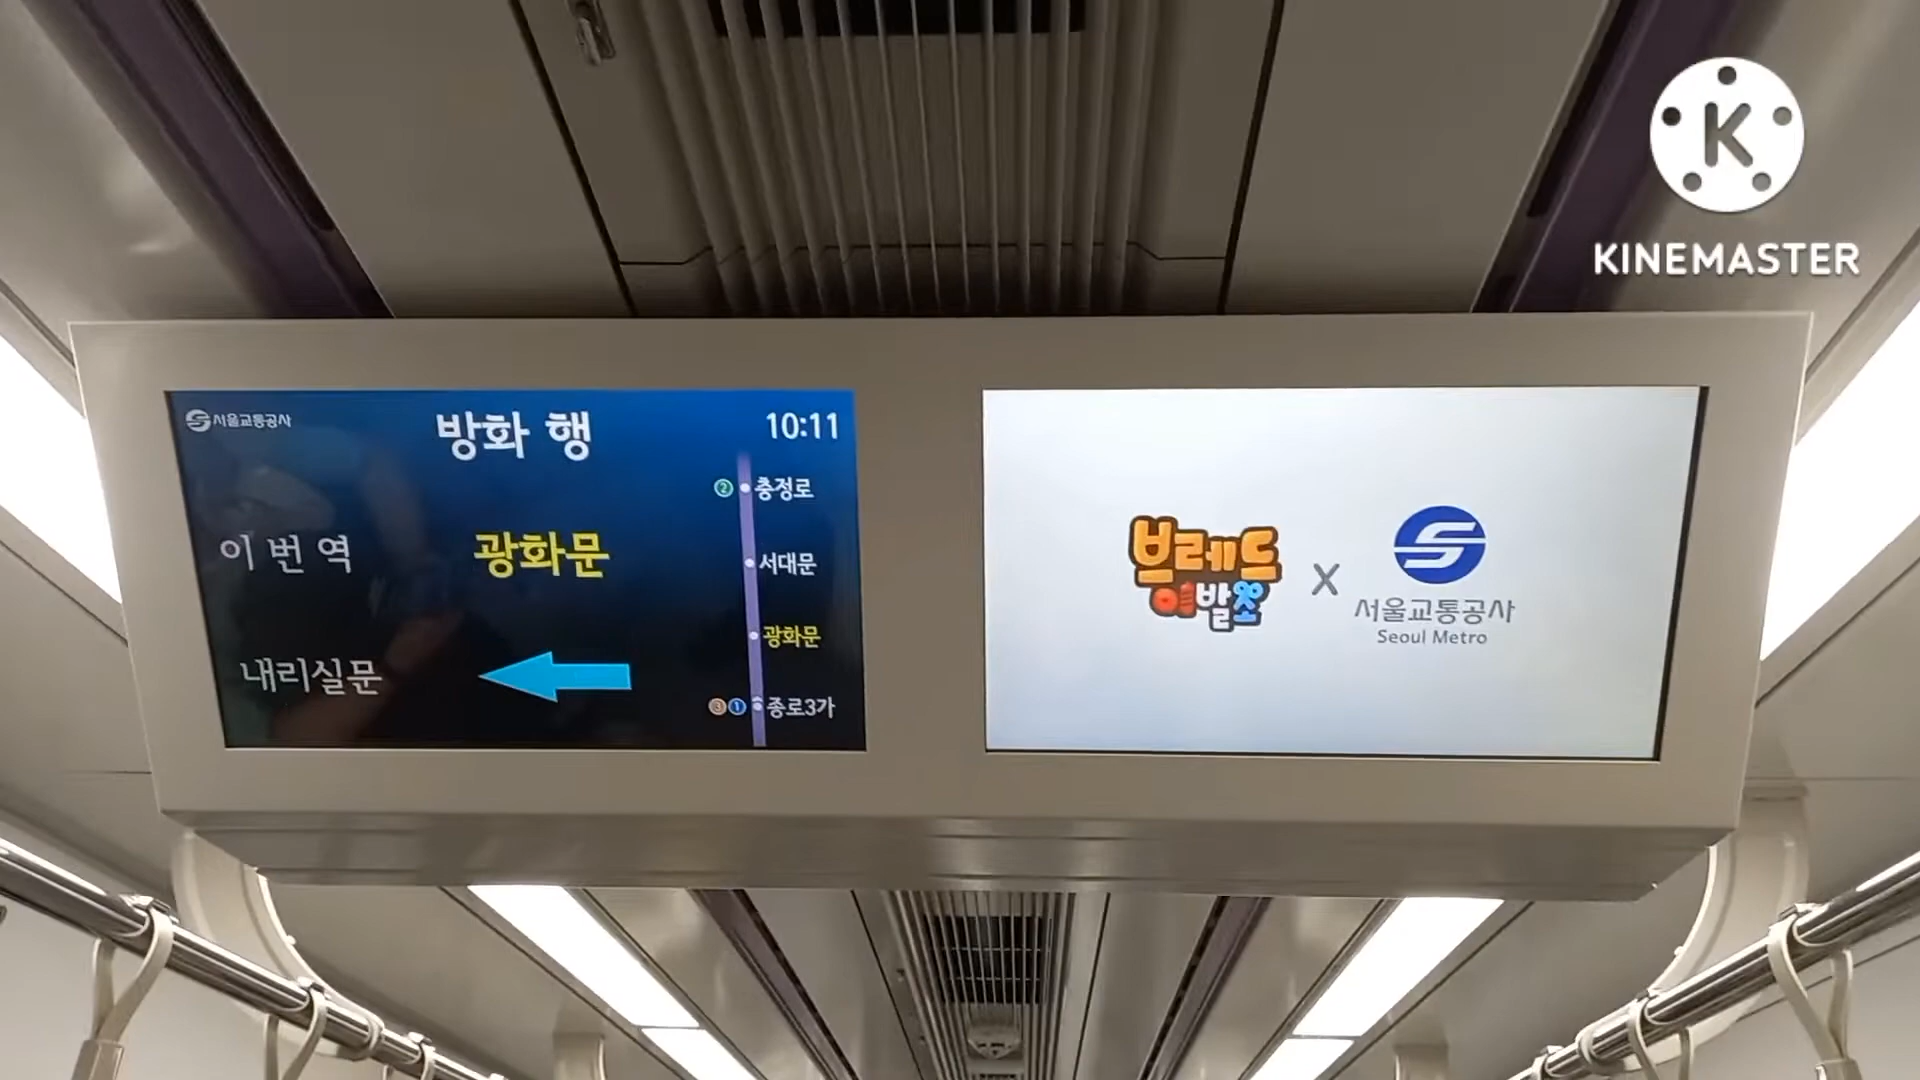 KINEMASTER
서울교통공사
방화 행
10:11
이번역
광화문
내리실문
② 충정로
서대문
광화문
③① 종로3가
브레드
이발소
X
서울교통공사
Seoul Metro